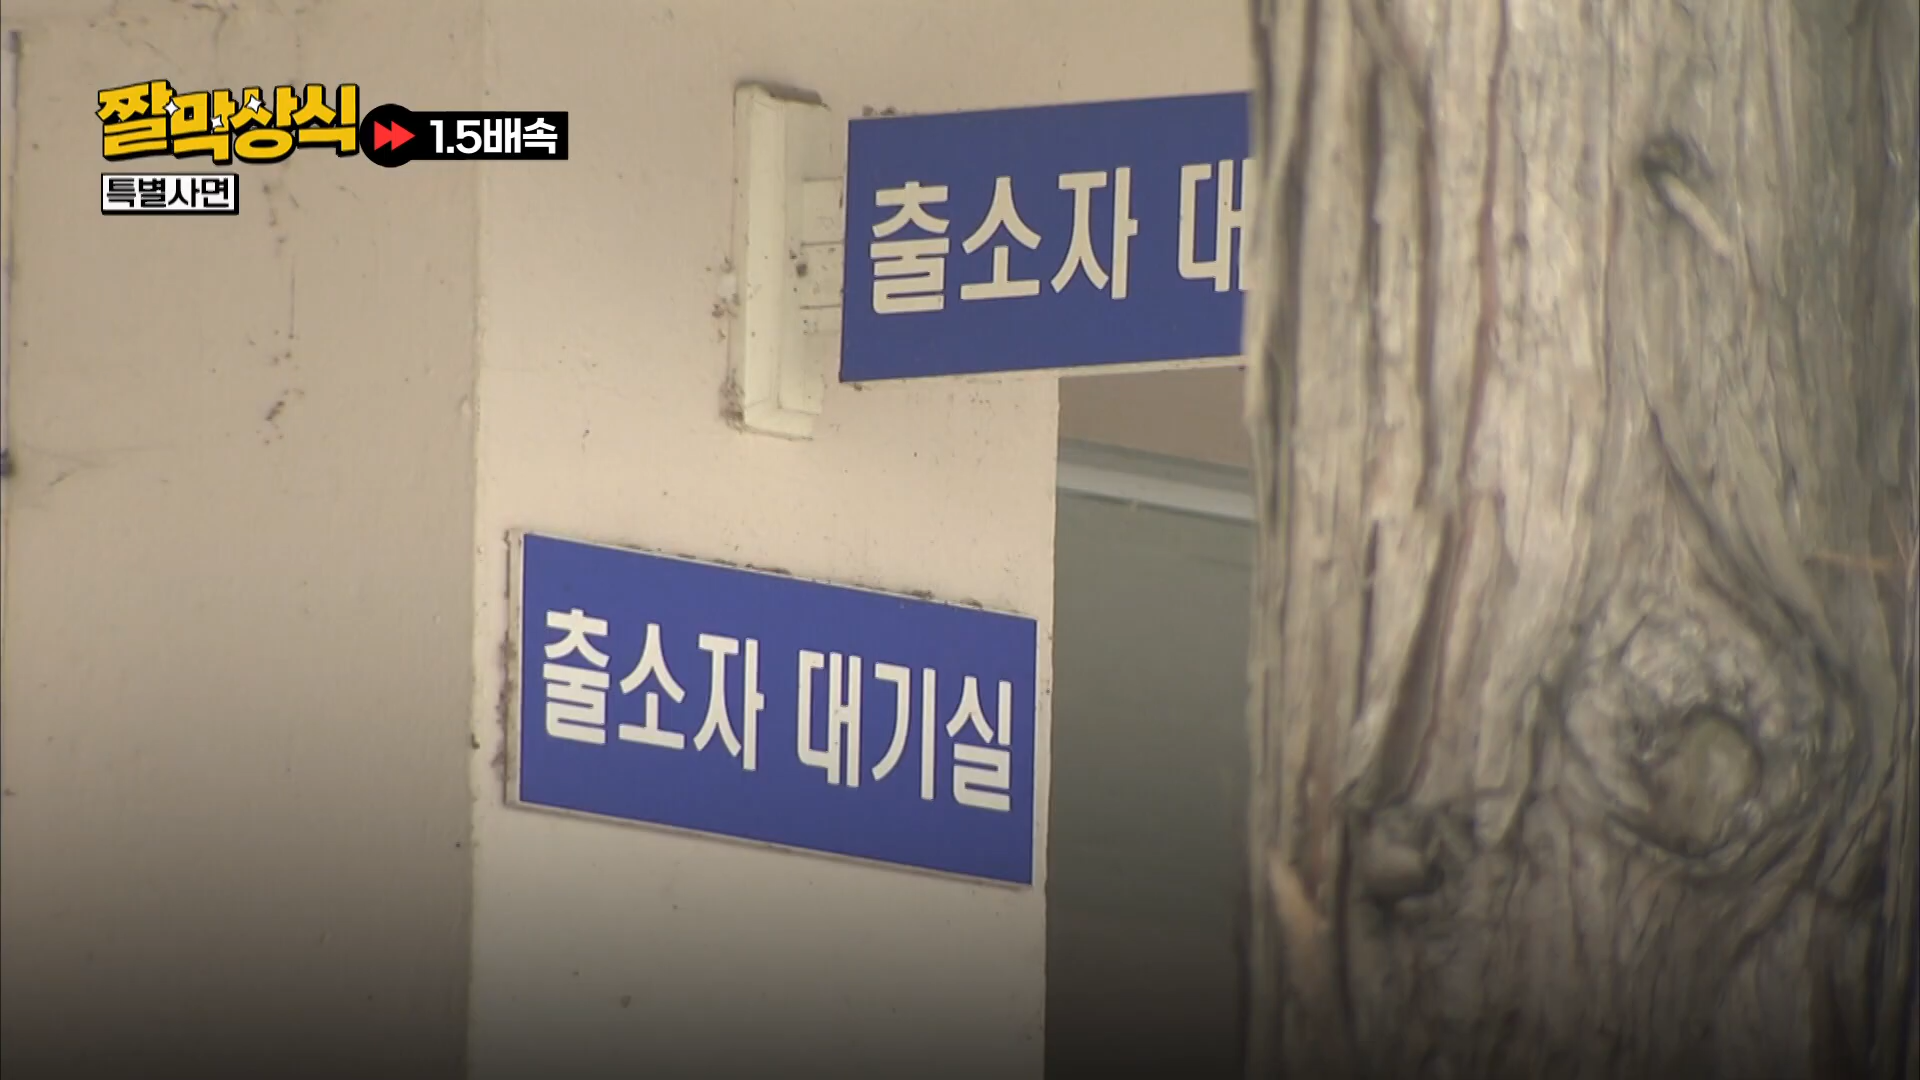 짤막상식
1.5배속
특별사면
출소자 대
출소자 대기실